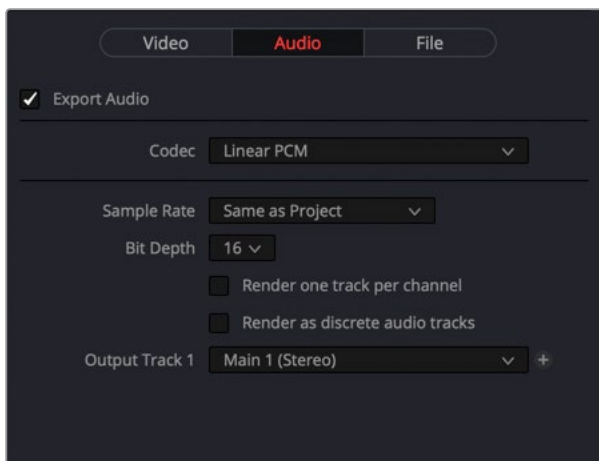 Video Audio File
Export Audio
Codec Linear PCM
Sample Rate Same as Project
Bit Depth 16
Render one track per channel
Render as discrete audio tracks
Output Track 1 Main 1 (Stereo) +